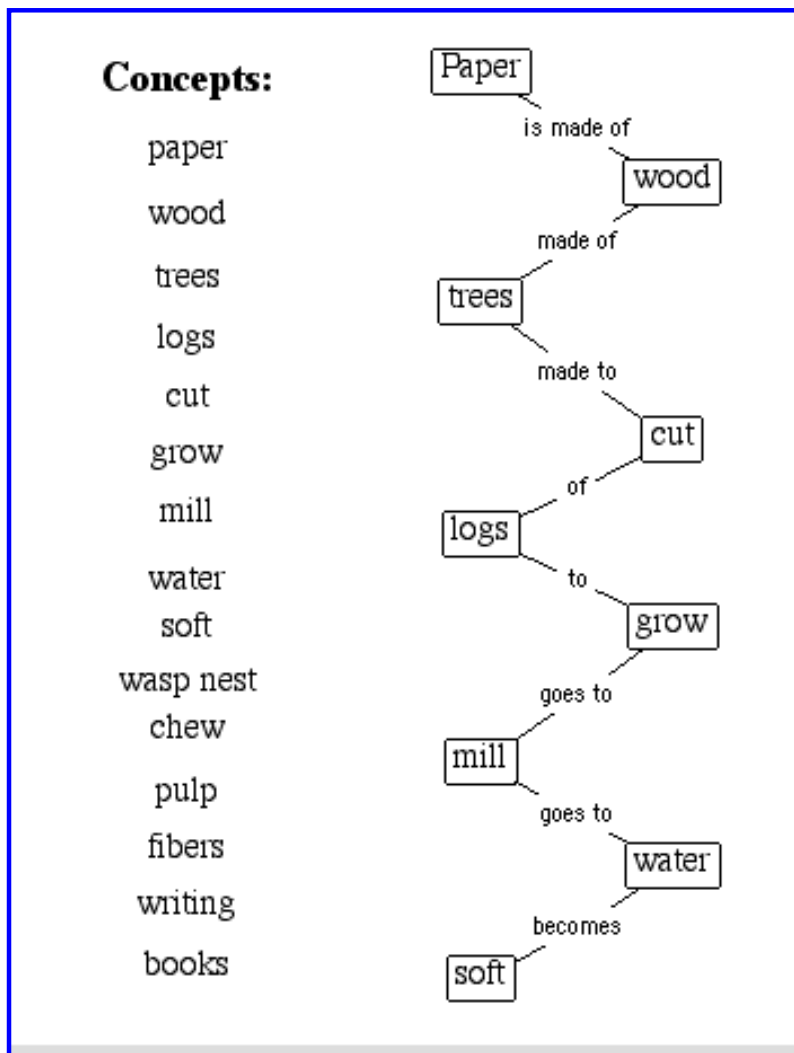 Concepts:
paper
wood
trees
logs
cut
grow
mill
water
soft
wasp nest
chew
pulp
fibers
writing
books
Paper
is made of
wood
made of
trees
made to
cut
of
logs
to
grow
goes to
mill
goes to
water
becomes
soft